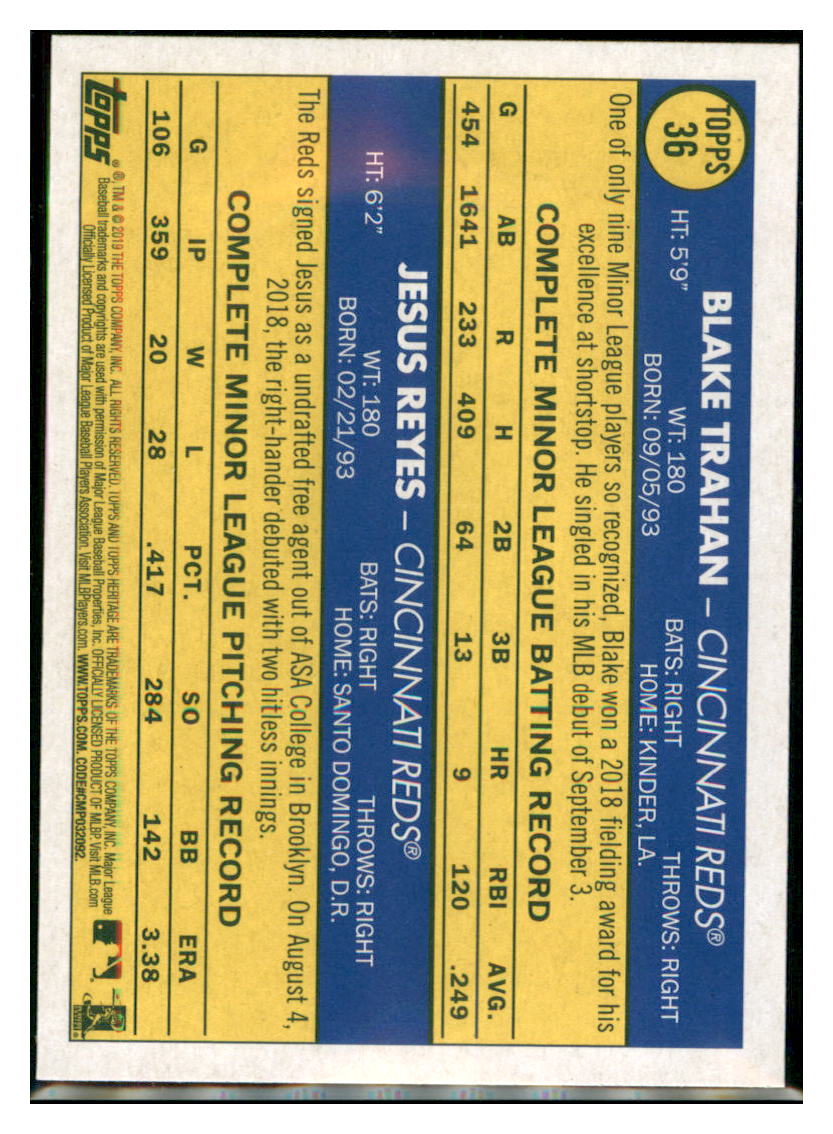 TOPPS
36
BLAKE TRAHAN – CINCINNATI REDS®
HT: 5'9" WT: 180 BATS: RIGHT THROWS: RIGHT
BORN: 09/05/93 HOME: KINDER, LA.
One of only nine Minor League players so recognized, Blake won a 2018 fielding award for his
excellence at shortstop. He singled in his MLB debut of September 3.
COMPLETE MINOR LEAGUE BATTING RECORD
G AB R H 2B 3B HR RBI AVG.
454 1641 233 409 64 13 9 120 .249
JESUS REYES – CINCINNATI REDS®
HT: 6'2" WT: 180 BATS: RIGHT THROWS: RIGHT
BORN: 02/21/93 HOME: SANTO DOMINGO, D.R.
The Reds signed Jesus as a undrafted free agent out of ASA College in Brooklyn. On August 4,
2018, the right-hander debuted with two hitless innings.
COMPLETE MINOR LEAGUE PITCHING RECORD
G IP W L PCT. SO BB ERA
106 359 20 28 .417 284 142 3.38
topps
®, TM & © 2019 THE TOPPS COMPANY, INC. ALL RIGHTS RESERVED. TOPPS AND TOPPS HERITAGE ARE TRADEMARKS OF THE TOPPS COMPANY, INC. Major League
Baseball trademarks and copyrights are used with permission of Major League Baseball Properties, Inc. OFFICIALLY LICENSED PRODUCT OF MLBP. Visit MLB.com
Officially Licensed Product of Major League Baseball Players Association. Visit MLBPlayers.com. WWW.TOPPS.COM. CODE#CMP032092.